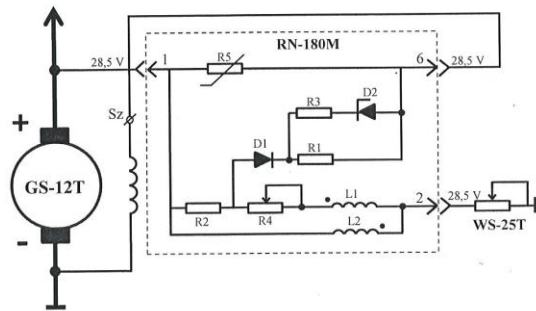 RN-180M
28,5 V
1
R5
6
28,5 V
+
Sz
R3
D2
D1
R1
GS-12T
-
R2
R4
L1
L2
2
28,5 V
WS-25T